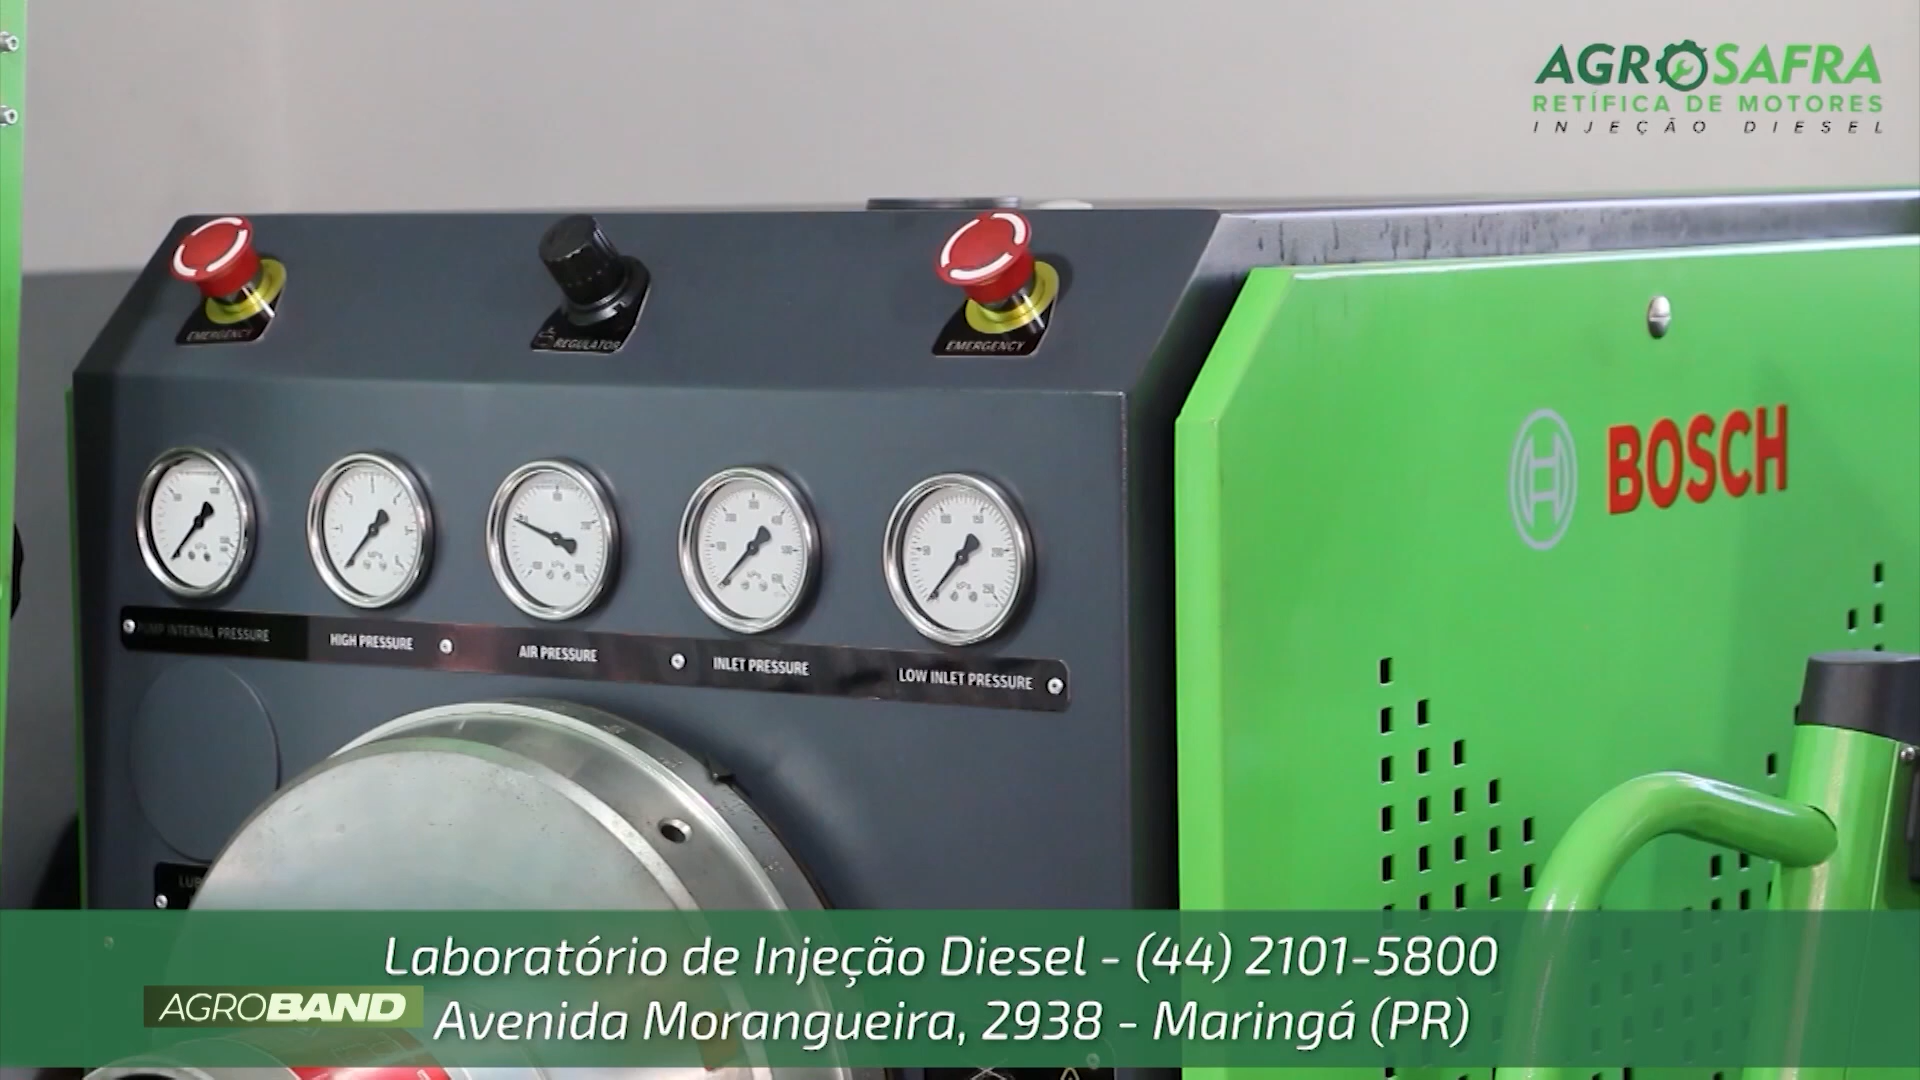 AGROSAFRA
RETÍFICA DE MOTORES
INJEÇÃO DIESEL
EMERGENCY
REGULATOR
EMERGENCY
BOSCH
PUMP INTERNAL PRESSURE
HIGH PRESSURE
AIR PRESSURE
INLET PRESSURE
LOW INLET PRESSURE
Laboratório de Injeção Diesel - (44) 2101-5800
AGROBAND
Avenida Morangueira, 2938 - Maringá (PR)